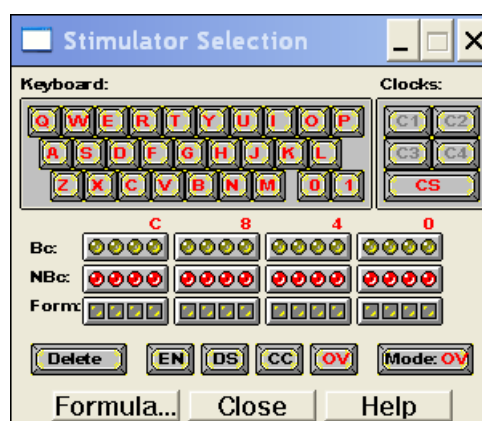 Stimulator Selection
Keyboard: Clocks:
Q W E R T Y U I O P C1 C2
A S D F G H J K L C3 C4
Z X C V B N M 0 1 CS
C 8 4 0
Bc:
NBc:
Form:
Delete EN DS CC OV Mode: OV
Formula... Close Help